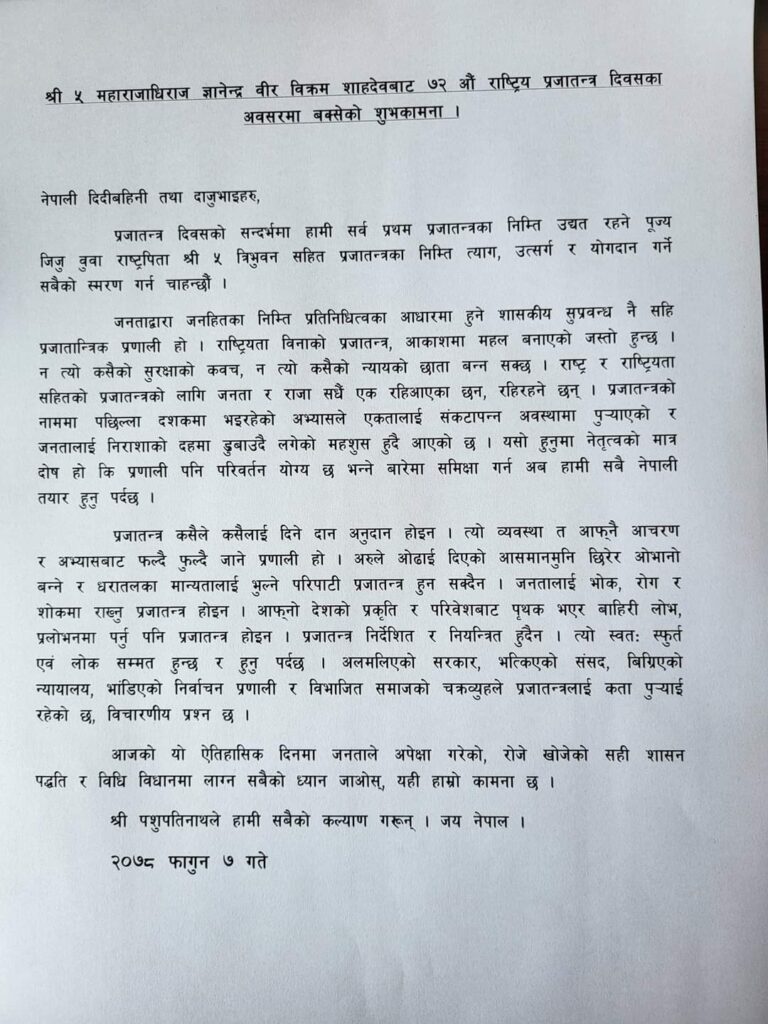 श्री ५ महाराजाधिराज ज्ञानेन्द्र वीर विक्रम शाहदेवबाट ७२ औं राष्ट्रिय प्रजातन्त्र दिवसका
अवसरमा बक्सेको शुभकामना ।
नेपाली दिदीबहिनी तथा दाजुभाइहरु,
प्रजातन्त्र दिवसको सन्दर्भमा हामी सर्व प्रथम प्रजातन्त्रका निम्ति उद्यत रहने पूज्य
जिजु वुवा राष्ट्रपिता श्री ५ त्रिभुवन सहित प्रजातन्त्रका निम्ति त्याग, उत्सर्ग र योगदान गर्ने
सबैको स्मरण गर्न चाहन्छौं ।
जनताद्वारा जनहितका निम्ति प्रतिनिधित्वका आधारमा हुने शासकीय सुप्रवन्ध नै सहि
प्रजातान्त्रिक प्रणाली हो । राष्ट्रियता विनाको प्रजातन्त्र, आकाशमा महल बनाएको जस्तो हुन्छ ।
न त्यो कसैको सुरक्षाको कवच, न त्यो कसैको न्यायको छाता बन्न सक्छ । राष्ट्र र राष्ट्रियता
सहितको प्रजातन्त्रको लागि जनता र राजा सधैं एक रहिआएका छन, रहिरहने छन् । प्रजातन्त्रको
नाममा पछिल्ला दशकमा भइरहेको अभ्यासले एकतालाई संकटापन्न अवस्थामा पुऱ्याएको र
जनतालाई निराशाको दहमा डुबाउदै लगेको महशुस हुदै आएको छ । यसो हुनुमा नेतृत्वको मात्र
दोष हो कि प्रणाली पनि परिवर्तन योग्य छ भन्ने बारेमा समिक्षा गर्न अब हामी सबै नेपाली
तयार हुनु पर्दछ ।
प्रजातन्त्र कसैले कसैलाई दिने दान अनुदान होइन । त्यो व्यवस्था त आफ्‌नै आचरण
र अभ्यासबाट फल्दै फुल्दै जाने प्रणाली हो । अरुले ओढाई दिएको आसमानमुनि छिरेर ओभानो
बन्ने र धरातलका मान्यतालाई भुल्ने परिपाटी प्रजातन्त्र हुन सक्दैन । जनतालाई भोक, रोग र
शोकमा राख्नु प्रजातन्त्र होइन । आफ्‌नो देशको प्रकृति र परिवेशबाट पृथक भएर बाहिरी लोभ,
प्रलोभनमा पर्नु पनि प्रजातन्त्र होइन । प्रजातन्त्र निर्देशित र नियन्त्रित हुदैन । त्यो स्वत: स्फुर्त
एवं लोक सम्मत हुन्छ र हुनु पर्दछ । अलमलिएको सरकार, भत्किएको संसद, बिग्रिएको
न्यायालय, भांडिएको निर्वाचन प्रणाली र विभाजित समाजको चक्रव्युहले प्रजातन्त्रलाई कता पुऱ्याई
रहेको छ, विचारणीय प्रश्न छ ।
आजको यो ऐतिहासिक दिनमा जनताले अपेक्षा गरेको, रोजे खोजेको सही शासन
पद्धति र विधि विधानमा लाग्न सबैको ध्यान जाओस्, यही हाम्रो कामना छ ।
श्री पशुपतिनाथले हामी सबैको कल्याण गरून् । जय नेपाल ।
२०७८ फागुन ७ गते